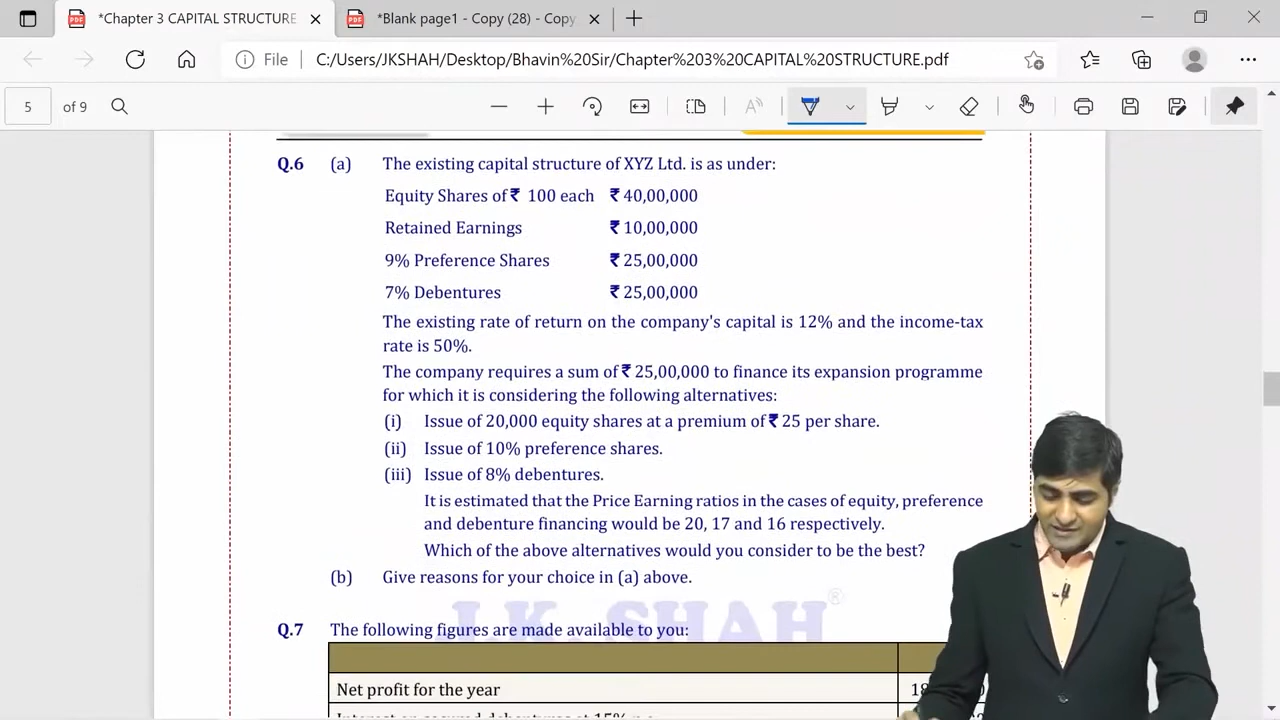 *Chapter 3 CAPITAL STRUCTURE
*Blank page1 - Copy (28) - Copy
File C:/Users/JKSHAH/Desktop/Bhavin%20Sir/Chapter%203%20CAPITAL%20STRUCTURE.pdf
5 of 9
Q.6 (a) The existing capital structure of XYZ Ltd. is as under:
Equity Shares of ₹ 100 each ₹ 40,00,000
Retained Earnings ₹ 10,00,000
9% Preference Shares ₹ 25,00,000
7% Debentures ₹ 25,00,000
The existing rate of return on the company's capital is 12% and the income-tax
rate is 50%.
The company requires a sum of ₹ 25,00,000 to finance its expansion programme
for which it is considering the following alternatives:
(i) Issue of 20,000 equity shares at a premium of ₹ 25 per share.
(ii) Issue of 10% preference shares.
(iii) Issue of 8% debentures.
It is estimated that the Price Earning ratios in the cases of equity, preference
and debenture financing would be 20, 17 and 16 respectively.
Which of the above alternatives would you consider to be the best?
(b) Give reasons for your choice in (a) above.
J.K. SHAH®
Q.7 The following figures are made available to you:
Net profit for the year